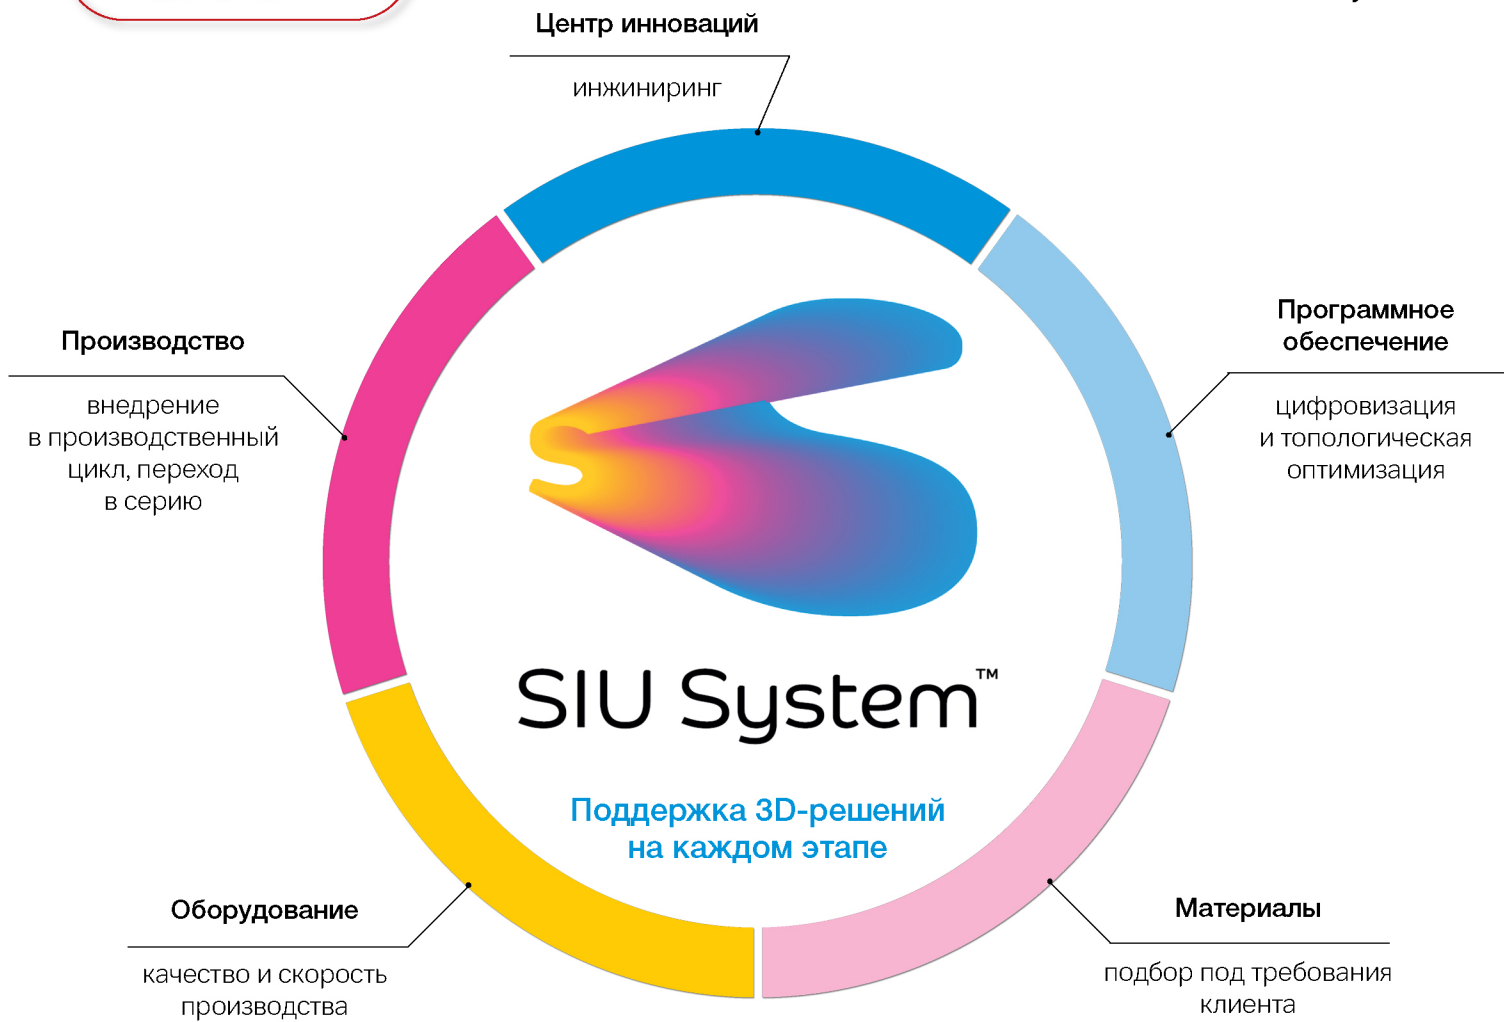 Центр инноваций
инжиниринг
Производство
внедрение
в производственный
цикл, переход
в серию
Программное
обеспечение
цифровизация
и топологическая
оптимизация
SIU System™
Поддержка 3D-решений
на каждом этапе
Оборудование
качество и скорость
производства
Материалы
подбор под требования
клиента